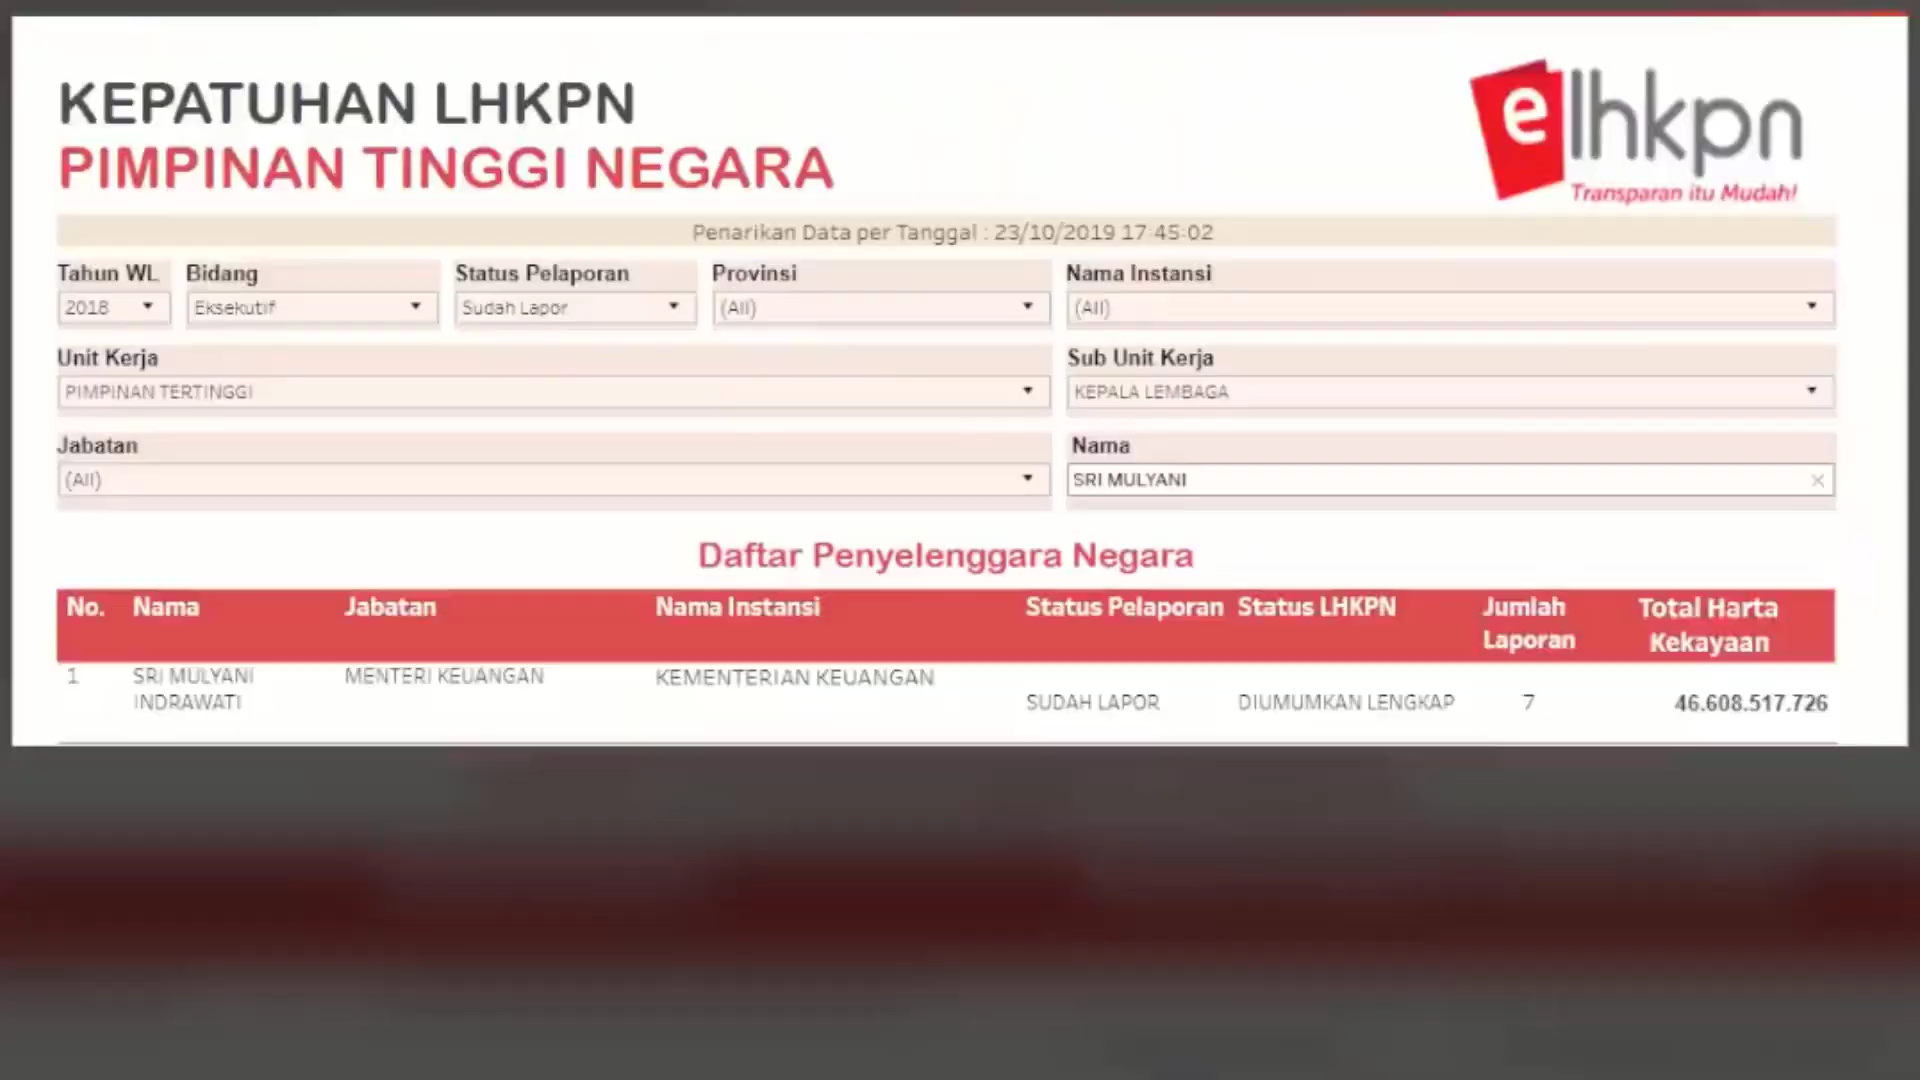 KEPATUHAN LHKPN
PIMPINAN TINGGI NEGARA
elhkpn
Transparan itu Mudah!
Penarikan Data per Tanggal : 23/10/2019 17:45:02
Tahun WL Bidang Status Pelaporan Provinsi Nama Instansi
2018 Eksekutif Sudah Lapor (All) (All)
Unit Kerja Sub Unit Kerja
PIMPINAN TERTINGGI KEPALA LEMBAGA
Jabatan Nama
(All) SRI MULYANI
Daftar Penyelenggara Negara
No. Nama Jabatan Nama Instansi Status Pelaporan Status LHKPN Jumlah Laporan Total Harta Kekayaan
1 SRI MULYANI INDRAWATI MENTERI KEUANGAN KEMENTERIAN KEUANGAN SUDAH LAPOR DIUMUMKAN LENGKAP 7 46.608.517.726